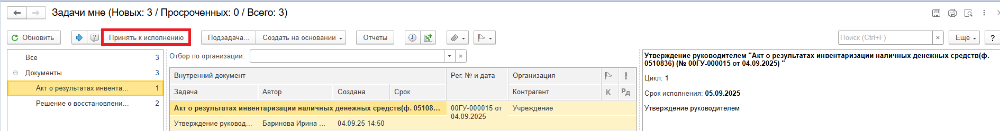 Задачи мне (Новых: 3 / Просроченных: 0 / Всего: 3)
Обновить Принять к исполнению Подзадача... Создать на основании Отчеты Поиск (Ctrl+F) × Еще ?
Все 3
Документы 3
Акт о результатах инвента... 1
Решение о восстановлени... 2
Отбор по организации:
Внутренний документ Рег. № и дата Организация
Задача Автор Создана Срок Контрагент К Рд
Акт о результатах инвентаризации наличных денежных средств(ф. 05108... 00ГУ-000015 от 04.09.2025 Учреждение
Утверждение руковод... Баринова Ирина ... 04.09.25 14:50
Утверждение руководителем "Акт о результатах инвентаризации наличных денежных средств(ф.
0510836) (№ 00ГУ-000015 от 04.09.2025) "
Цикл: 1
Срок исполнения: 05.09.2025
Утверждение руководителем